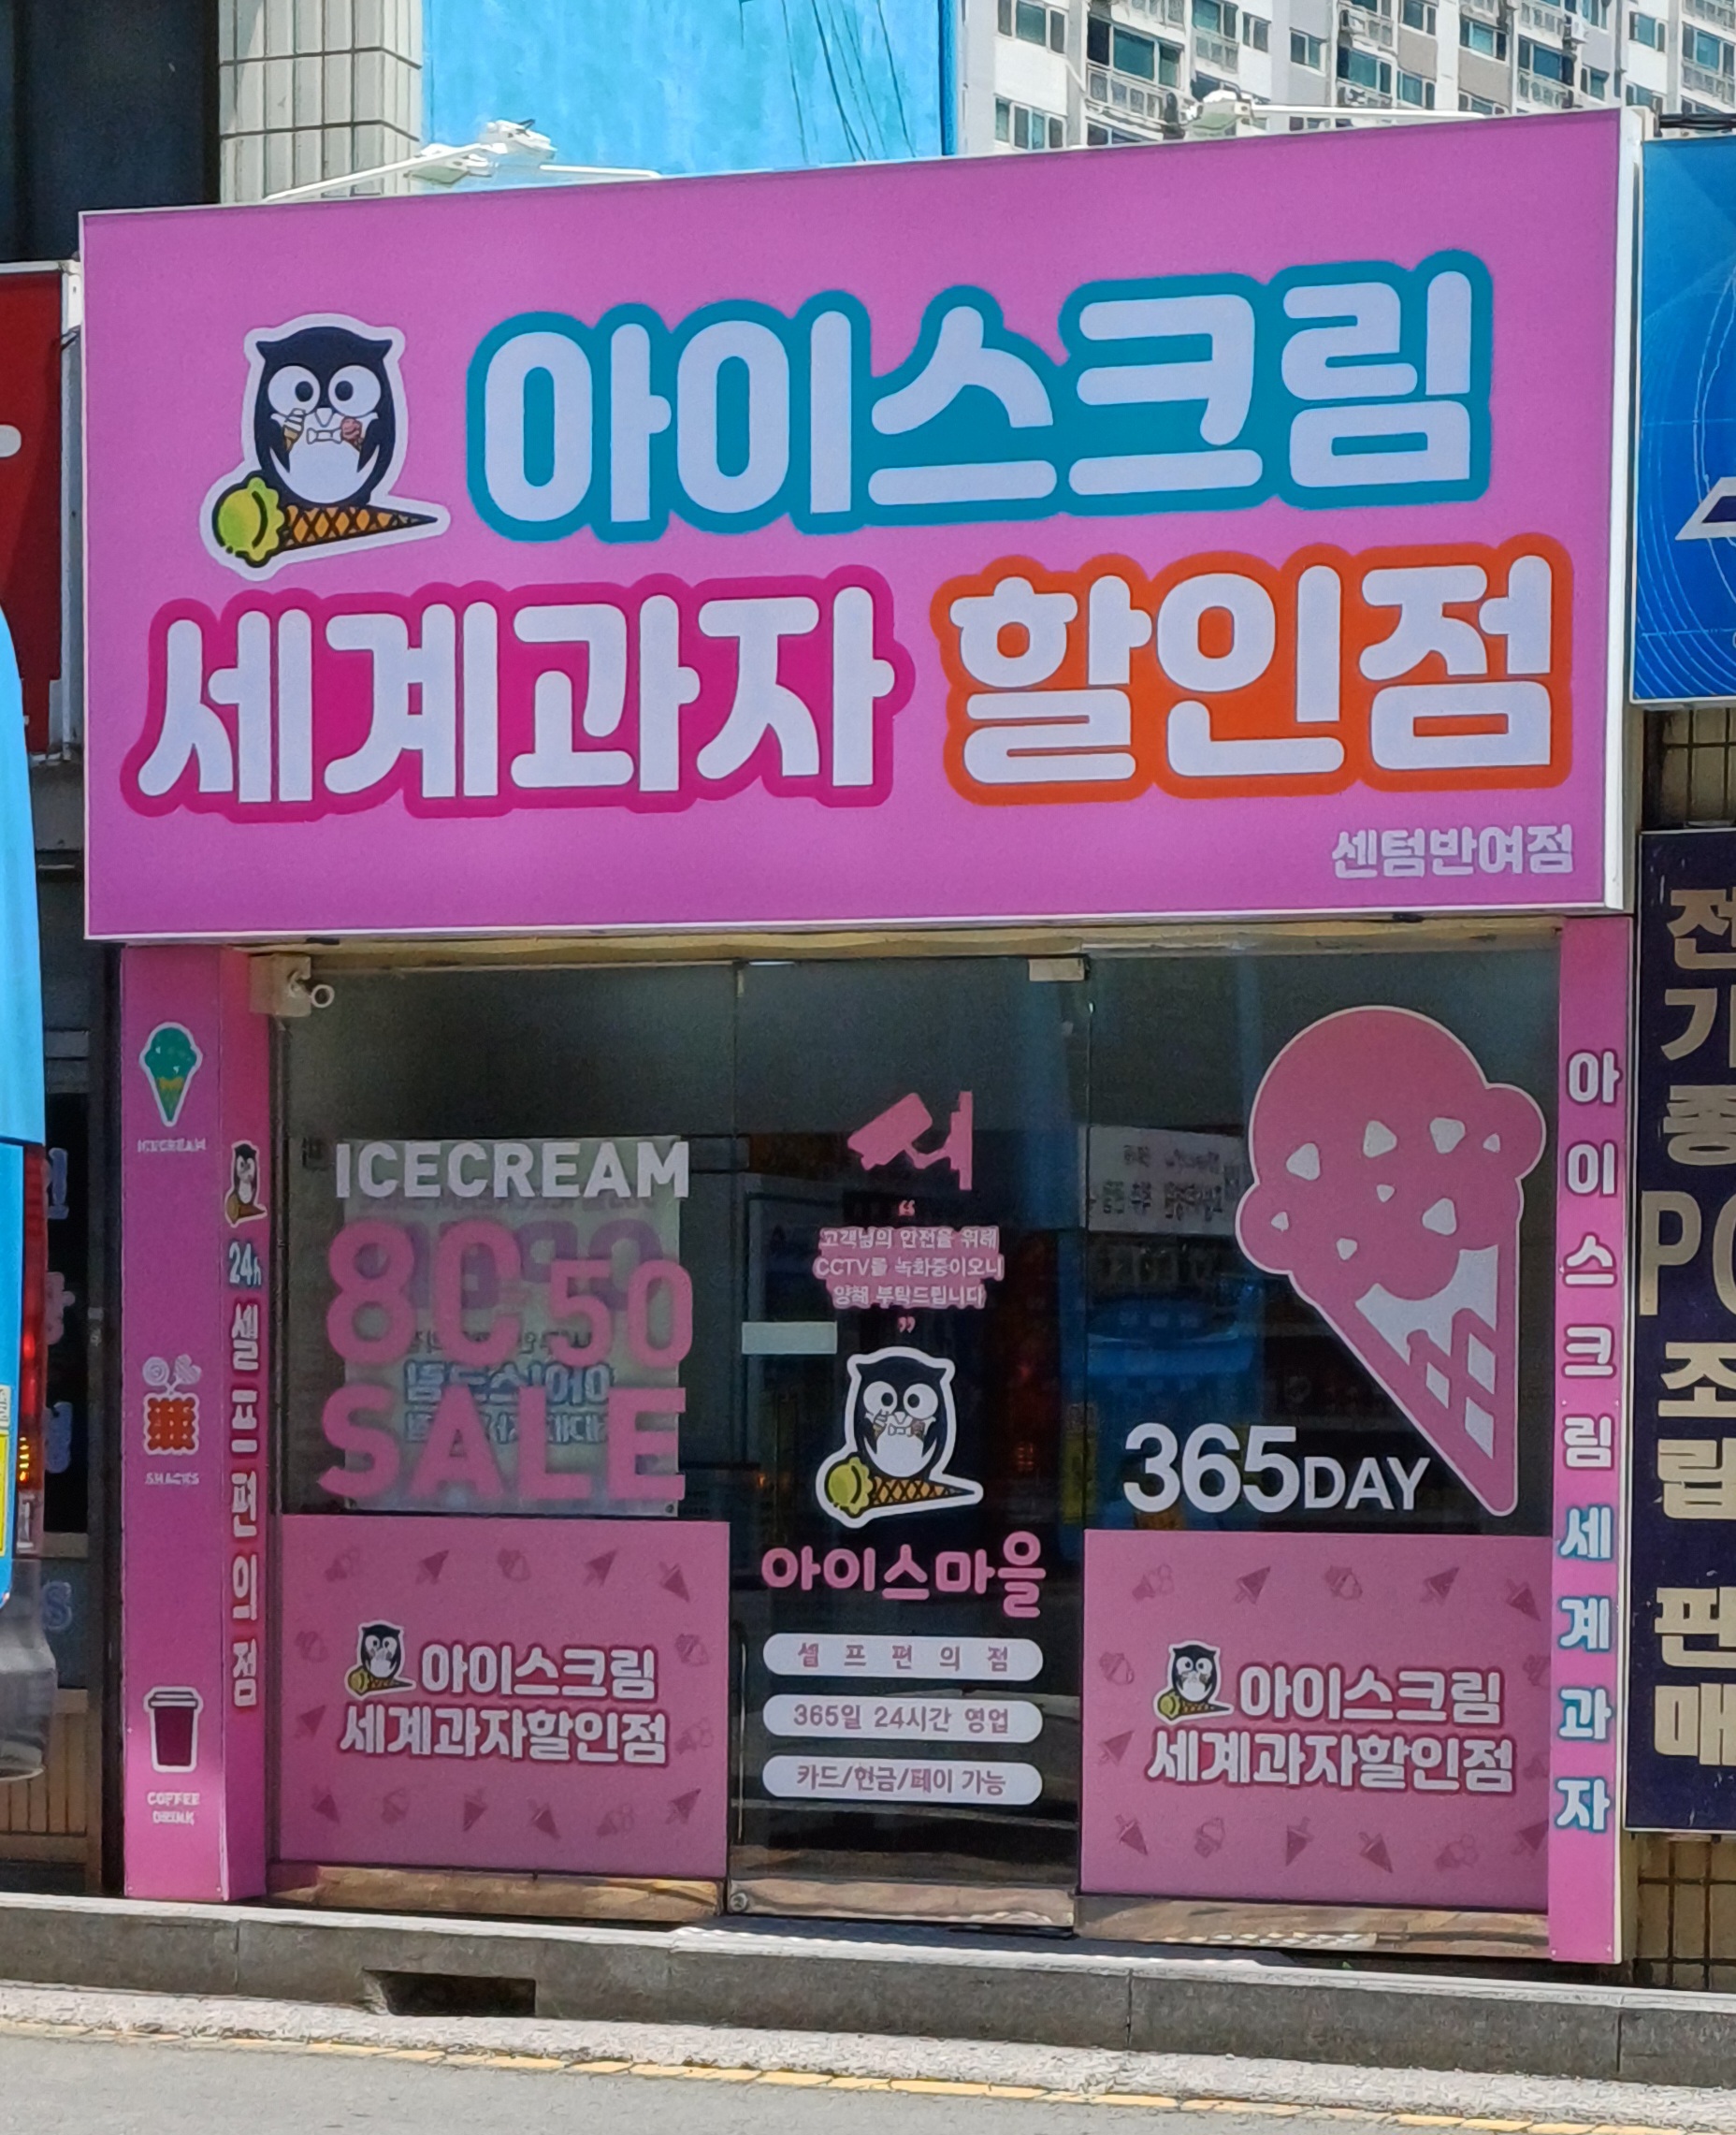 아이스크림
세계과자 할인점
센텀반여점
ICECREAM
SNACKS
COFFEE
DRINK
24h 셀프편의점
ICECREAM
80 50
SALE
“
고객님의 안전을 위해
CCTV를 녹화중이오니
양해 부탁드립니다
”
아이스마을
셀프편의점
365일 24시간 영업
카드/현금/페이 가능
365DAY
아이스크림
세계과자할인점
아이스크림
세계과자할인점
아이스크림세계과자
조립
판매